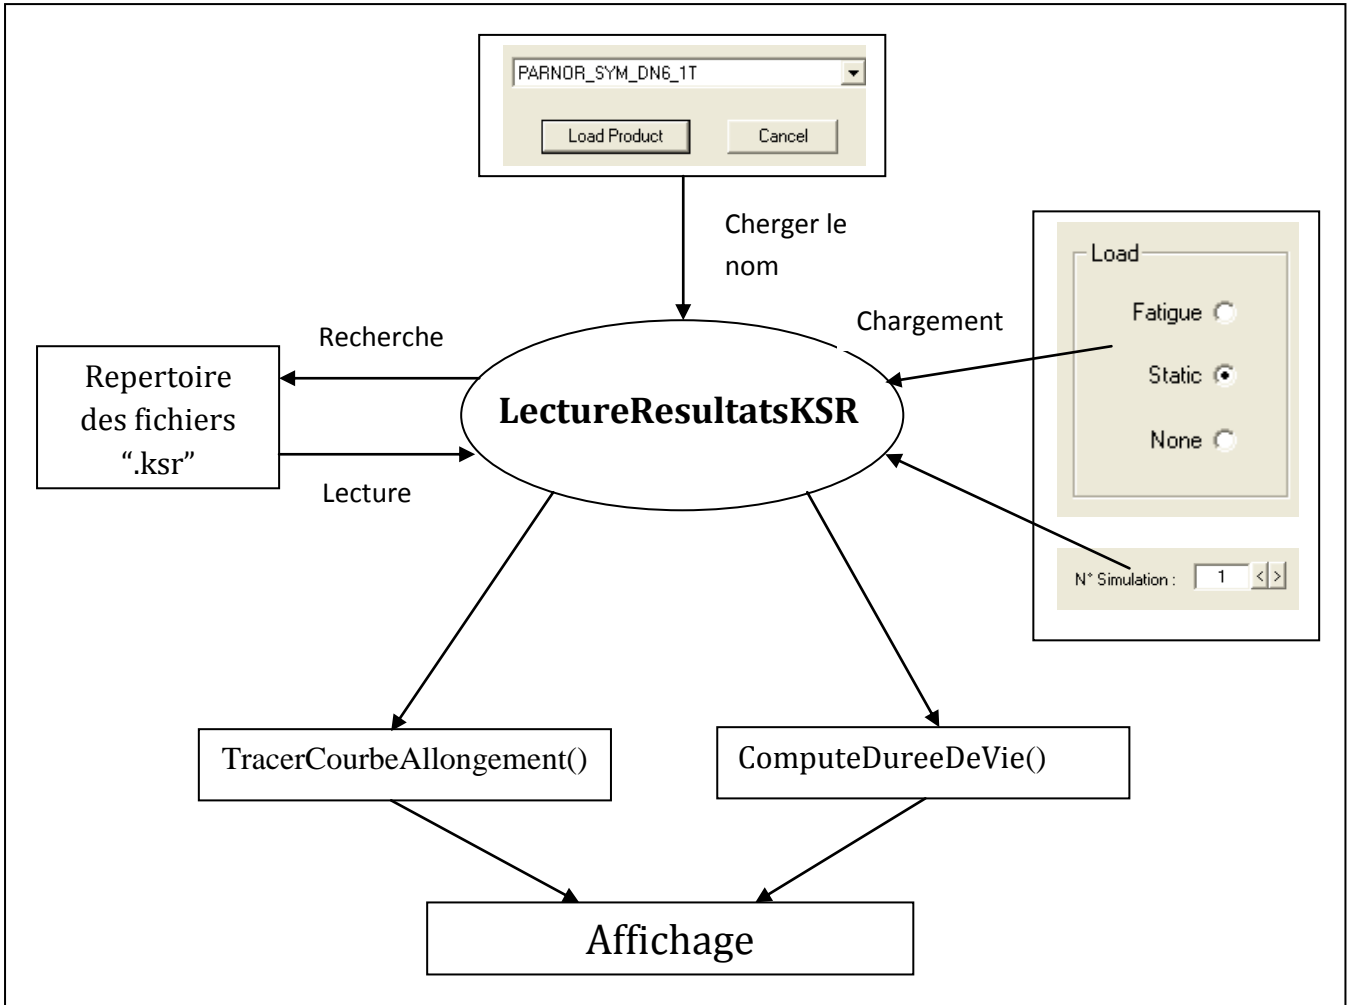 PARNOR_SYM_DN6_1T
Load Product
Cancel
Cherger le
nom
Load
Fatigue
Static
None
N° Simulation :
1
< >
Chargement
Recherche
Repertoire
des fichiers
“.ksr”
LectureResultatsKSR
Lecture
TracerCourbeAllongement()
ComputeDureeDeVie()
Affichage